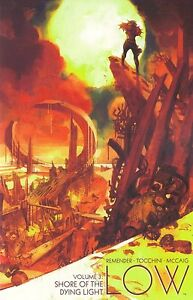 REMENDER · TOCCHINI · McCAIG
VOLUME 3:
SHORE OF THE
DYING LIGHT
LOW.